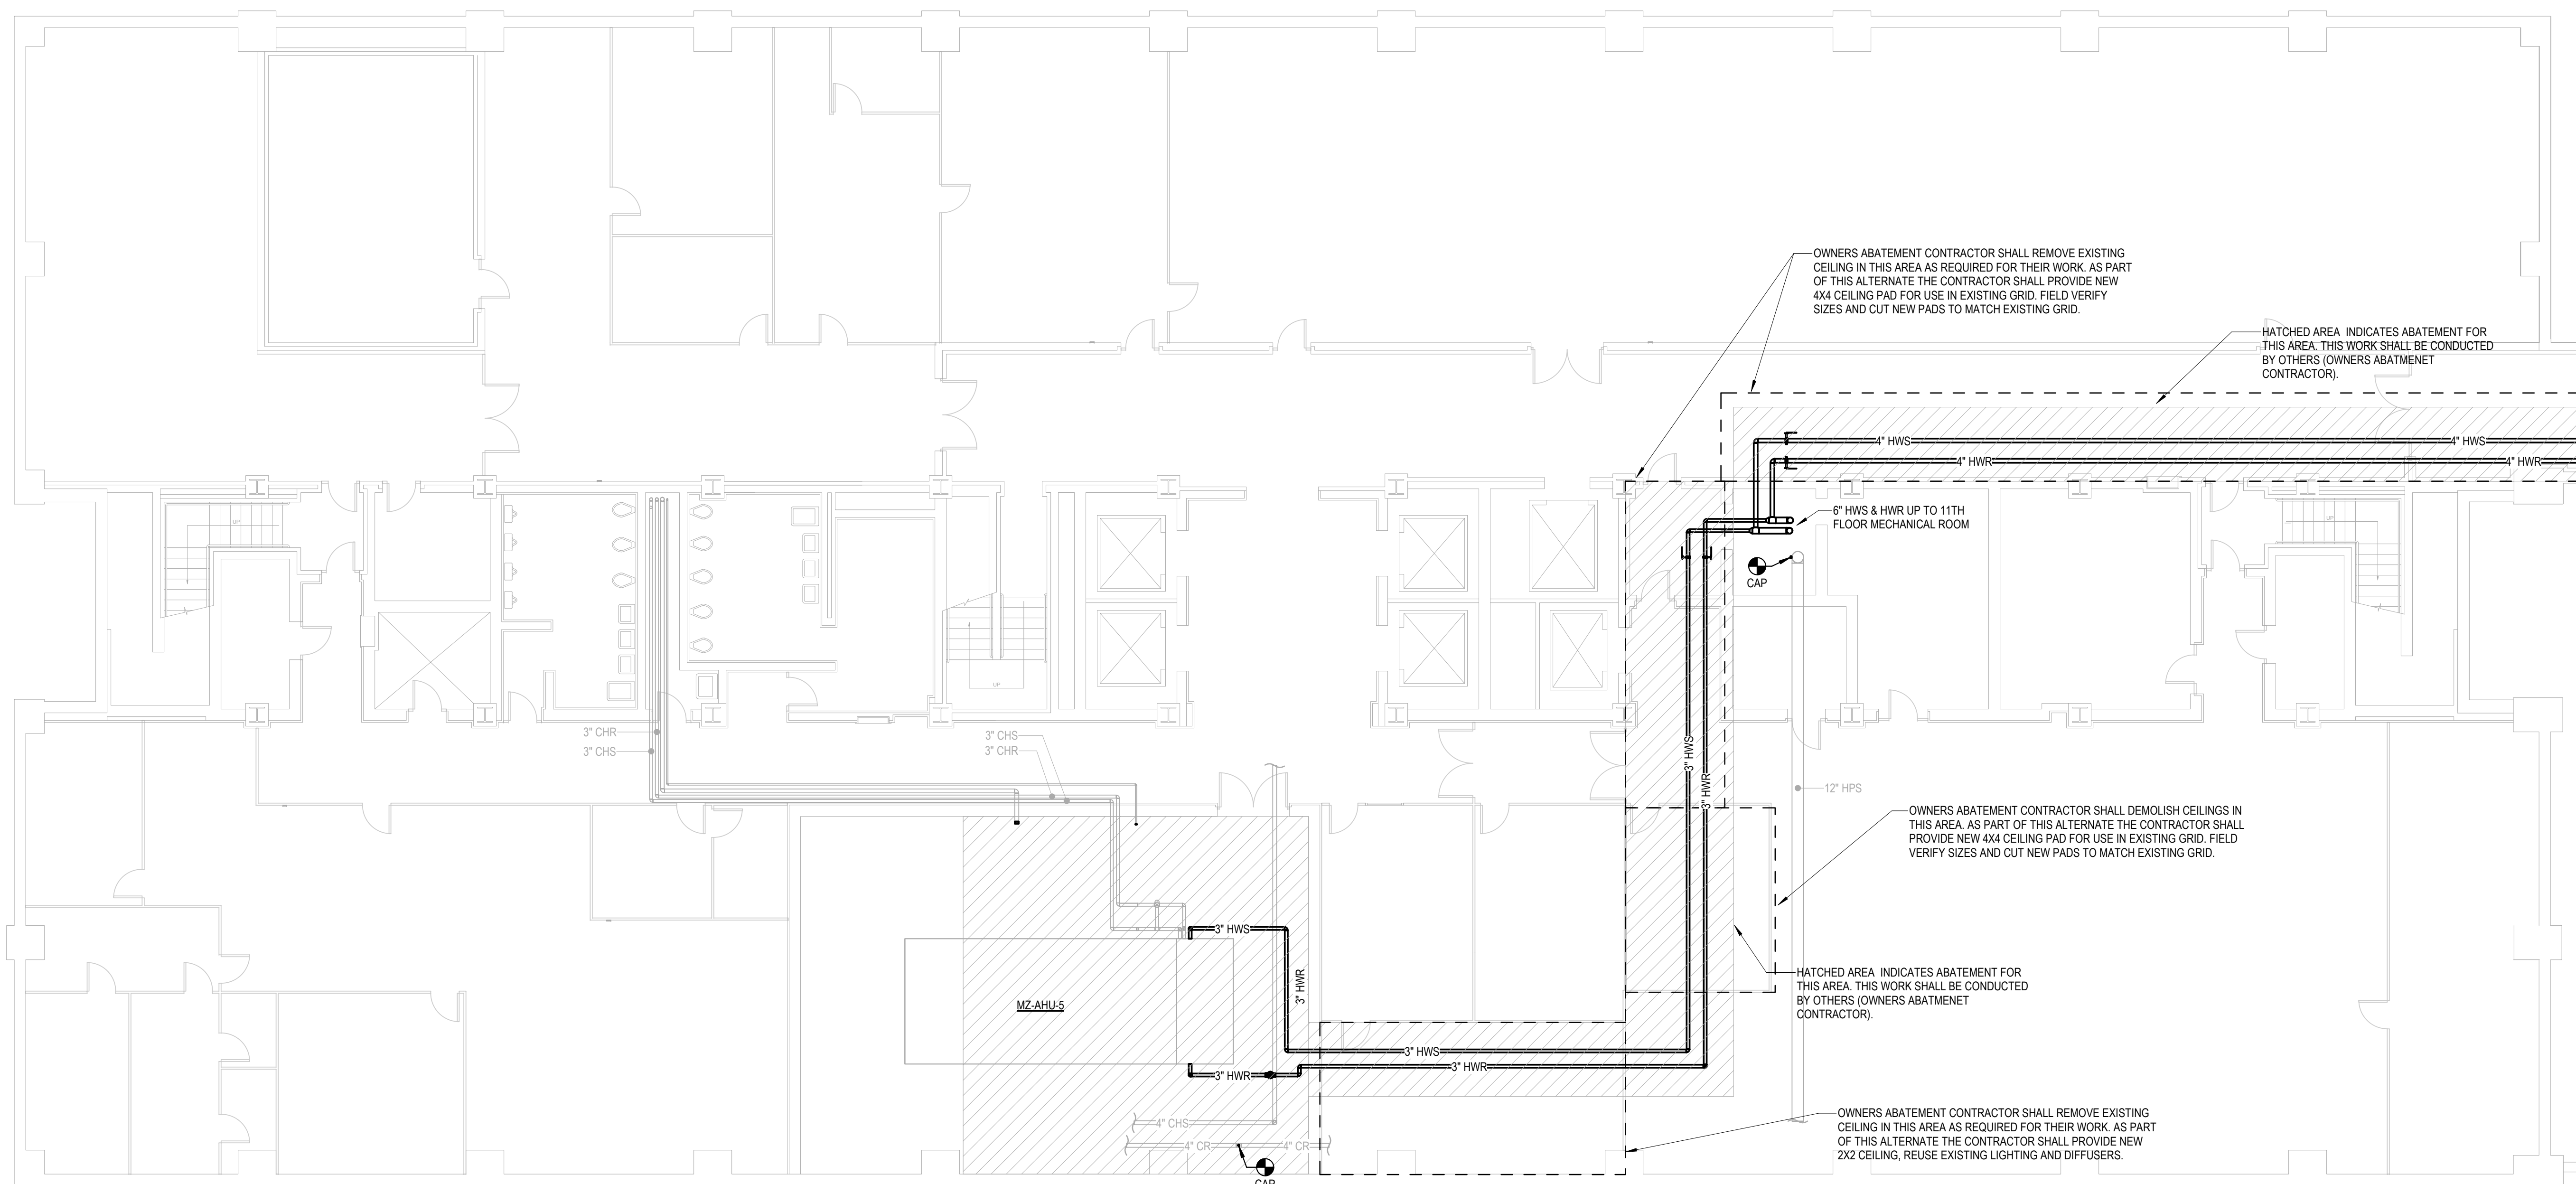 OWNERS ABATEMENT CONTRACTOR SHALL REMOVE EXISTING
CEILING IN THIS AREA AS REQUIRED FOR THEIR WORK. AS PART
OF THIS ALTERNATE THE CONTRACTOR SHALL PROVIDE NEW
4X4 CEILING PAD FOR USE IN EXISTING GRID. FIELD VERIFY
SIZES AND CUT NEW PADS TO MATCH EXISTING GRID.
HATCHED AREA INDICATES ABATEMENT FOR
THIS AREA. THIS WORK SHALL BE CONDUCTED
BY OTHERS (OWNERS ABATMENET
CONTRACTOR).
4" HWS
4" HWS
4" HWR
4" HWR
6" HWS & HWR UP TO 11TH
FLOOR MECHANICAL ROOM
UP
UP
CAP
UP
3" CHR
3" CHS
3" CHS
3" CHR
3" HWS
3" HWR
12" HPS
OWNERS ABATEMENT CONTRACTOR SHALL DEMOLISH CEILINGS IN
THIS AREA. AS PART OF THIS ALTERNATE THE CONTRACTOR SHALL
PROVIDE NEW 4X4 CEILING PAD FOR USE IN EXISTING GRID. FIELD
VERIFY SIZES AND CUT NEW PADS TO MATCH EXISTING GRID.
3" HWS
3" HWR
MZ-AHU-5
HATCHED AREA INDICATES ABATEMENT FOR
THIS AREA. THIS WORK SHALL BE CONDUCTED
BY OTHERS (OWNERS ABATMENET
CONTRACTOR).
3" HWS
3" HWR
3" HWR
4" CHS
4" CR
4" CR
CAP
OWNERS ABATEMENT CONTRACTOR SHALL REMOVE EXISTING
CEILING IN THIS AREA AS REQUIRED FOR THEIR WORK. AS PART
OF THIS ALTERNATE THE CONTRACTOR SHALL PROVIDE NEW
2X2 CEILING, REUSE EXISTING LIGHTING AND DIFFUSERS.